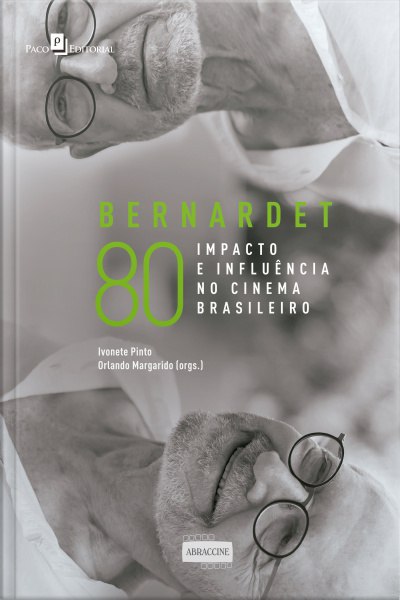 PACO EDITORIAL
BERNARDET
80
IMPACTO
E INFLUÊNCIA
NO CINEMA
BRASILEIRO
Ivonete Pinto
Orlando Margarido (orgs.)
ABRACCINE